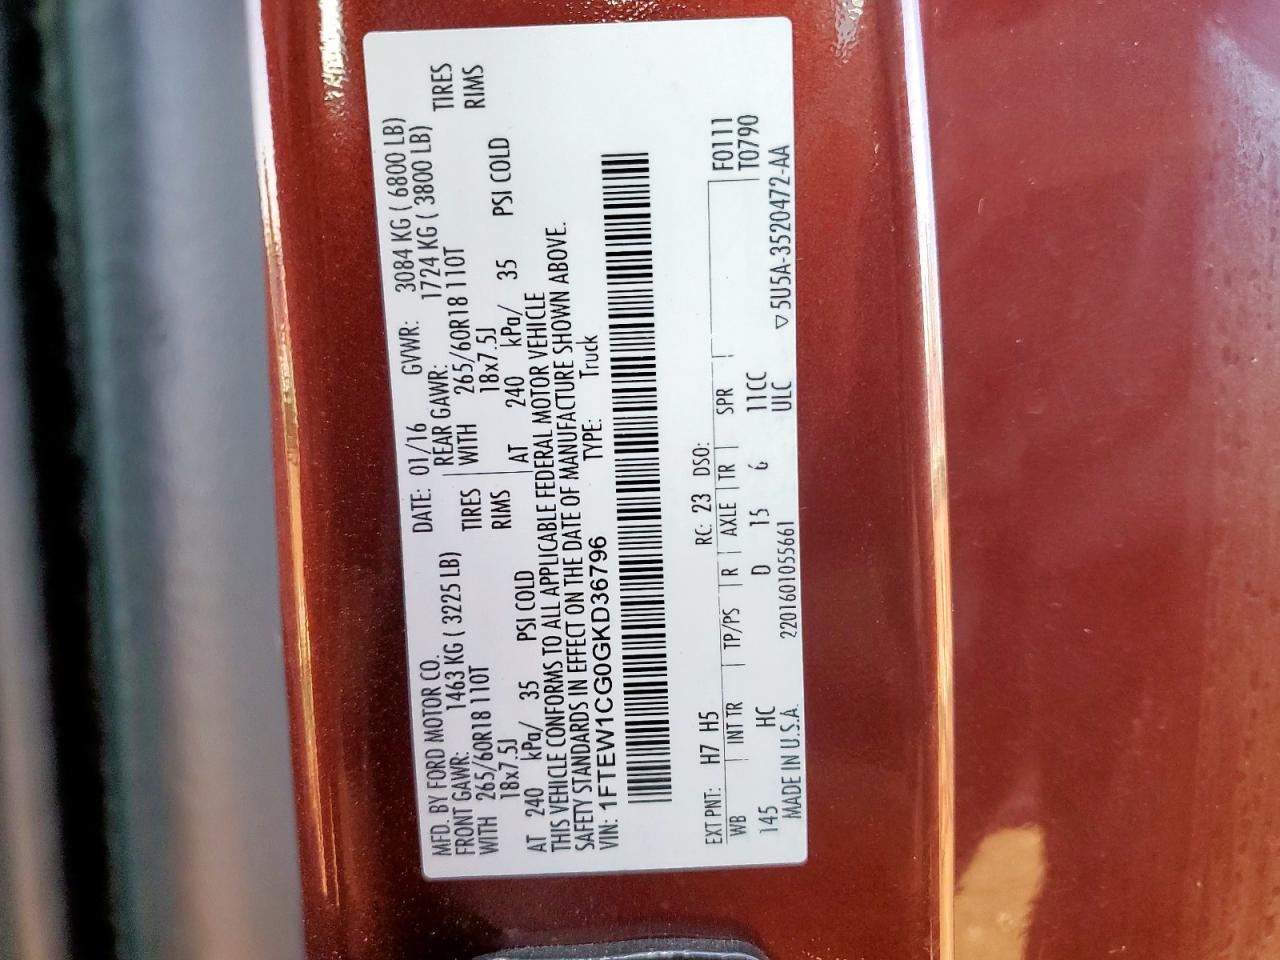 MFD. BY FORD MOTOR CO. DATE: 01/16 GVWR: 3084 KG ( 6800 LB)
FRONT GAWR: 1463 KG ( 3225 LB) REAR GAWR: 1724 KG ( 3800 LB)
WITH 265/60R18 110T TIRES WITH 265/60R18 110T TIRES
18x7.5J RIMS 18x7.5J RIMS
AT 240 kPa/ 35 PSI COLD AT 240 kPa/ 35 PSI COLD
THIS VEHICLE CONFORMS TO ALL APPLICABLE FEDERAL MOTOR VEHICLE
SAFETY STANDARDS IN EFFECT ON THE DATE OF MANUFACTURE SHOWN ABOVE.
VIN: 1FTEW1CG0GKD36796 TYPE: Truck
EXT PNT: H7 H5 RC: 23 DSO: F0111
WB INT TR TP/PS R AXLE TR SPR T0790
145 HC D 15 6 11CC
MADE IN U.S.A. 2201601055661 ULC ▽5U5A-3520472-AA